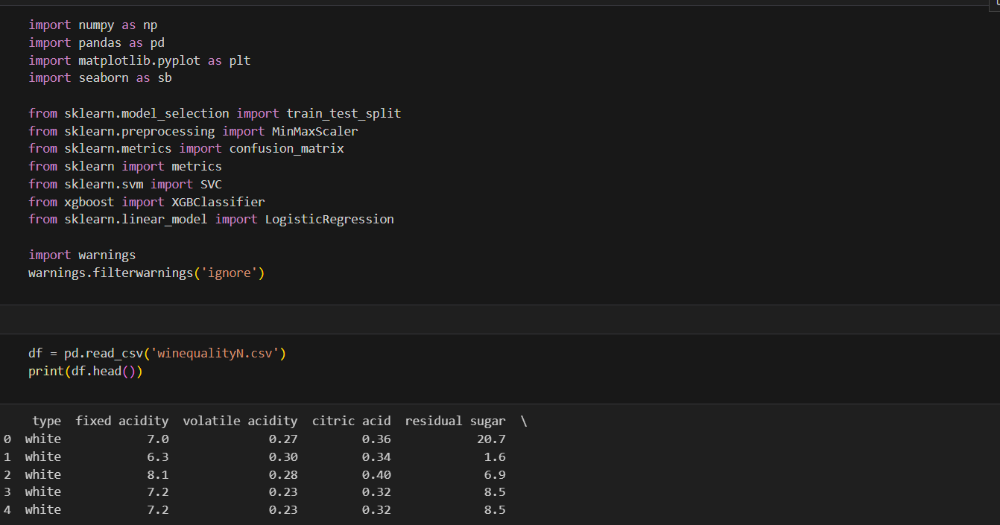 import numpy as np
import pandas as pd
import matplotlib.pyplot as plt
import seaborn as sb
from sklearn.model_selection import train_test_split
from sklearn.preprocessing import MinMaxScaler
from sklearn.metrics import confusion_matrix
from sklearn import metrics
from sklearn.svm import SVC
from xgboost import XGBClassifier
from sklearn.linear_model import LogisticRegression
import warnings
warnings.filterwarnings('ignore')
df = pd.read_csv('winequalityN.csv')
print(df.head())
type  fixed acidity  volatile acidity  citric acid  residual sugar  \
0  white            7.0              0.27         0.36            20.7
1  white            6.3              0.30         0.34             1.6
2  white            8.1              0.28         0.40             6.9
3  white            7.2              0.23         0.32             8.5
4  white            7.2              0.23         0.32             8.5